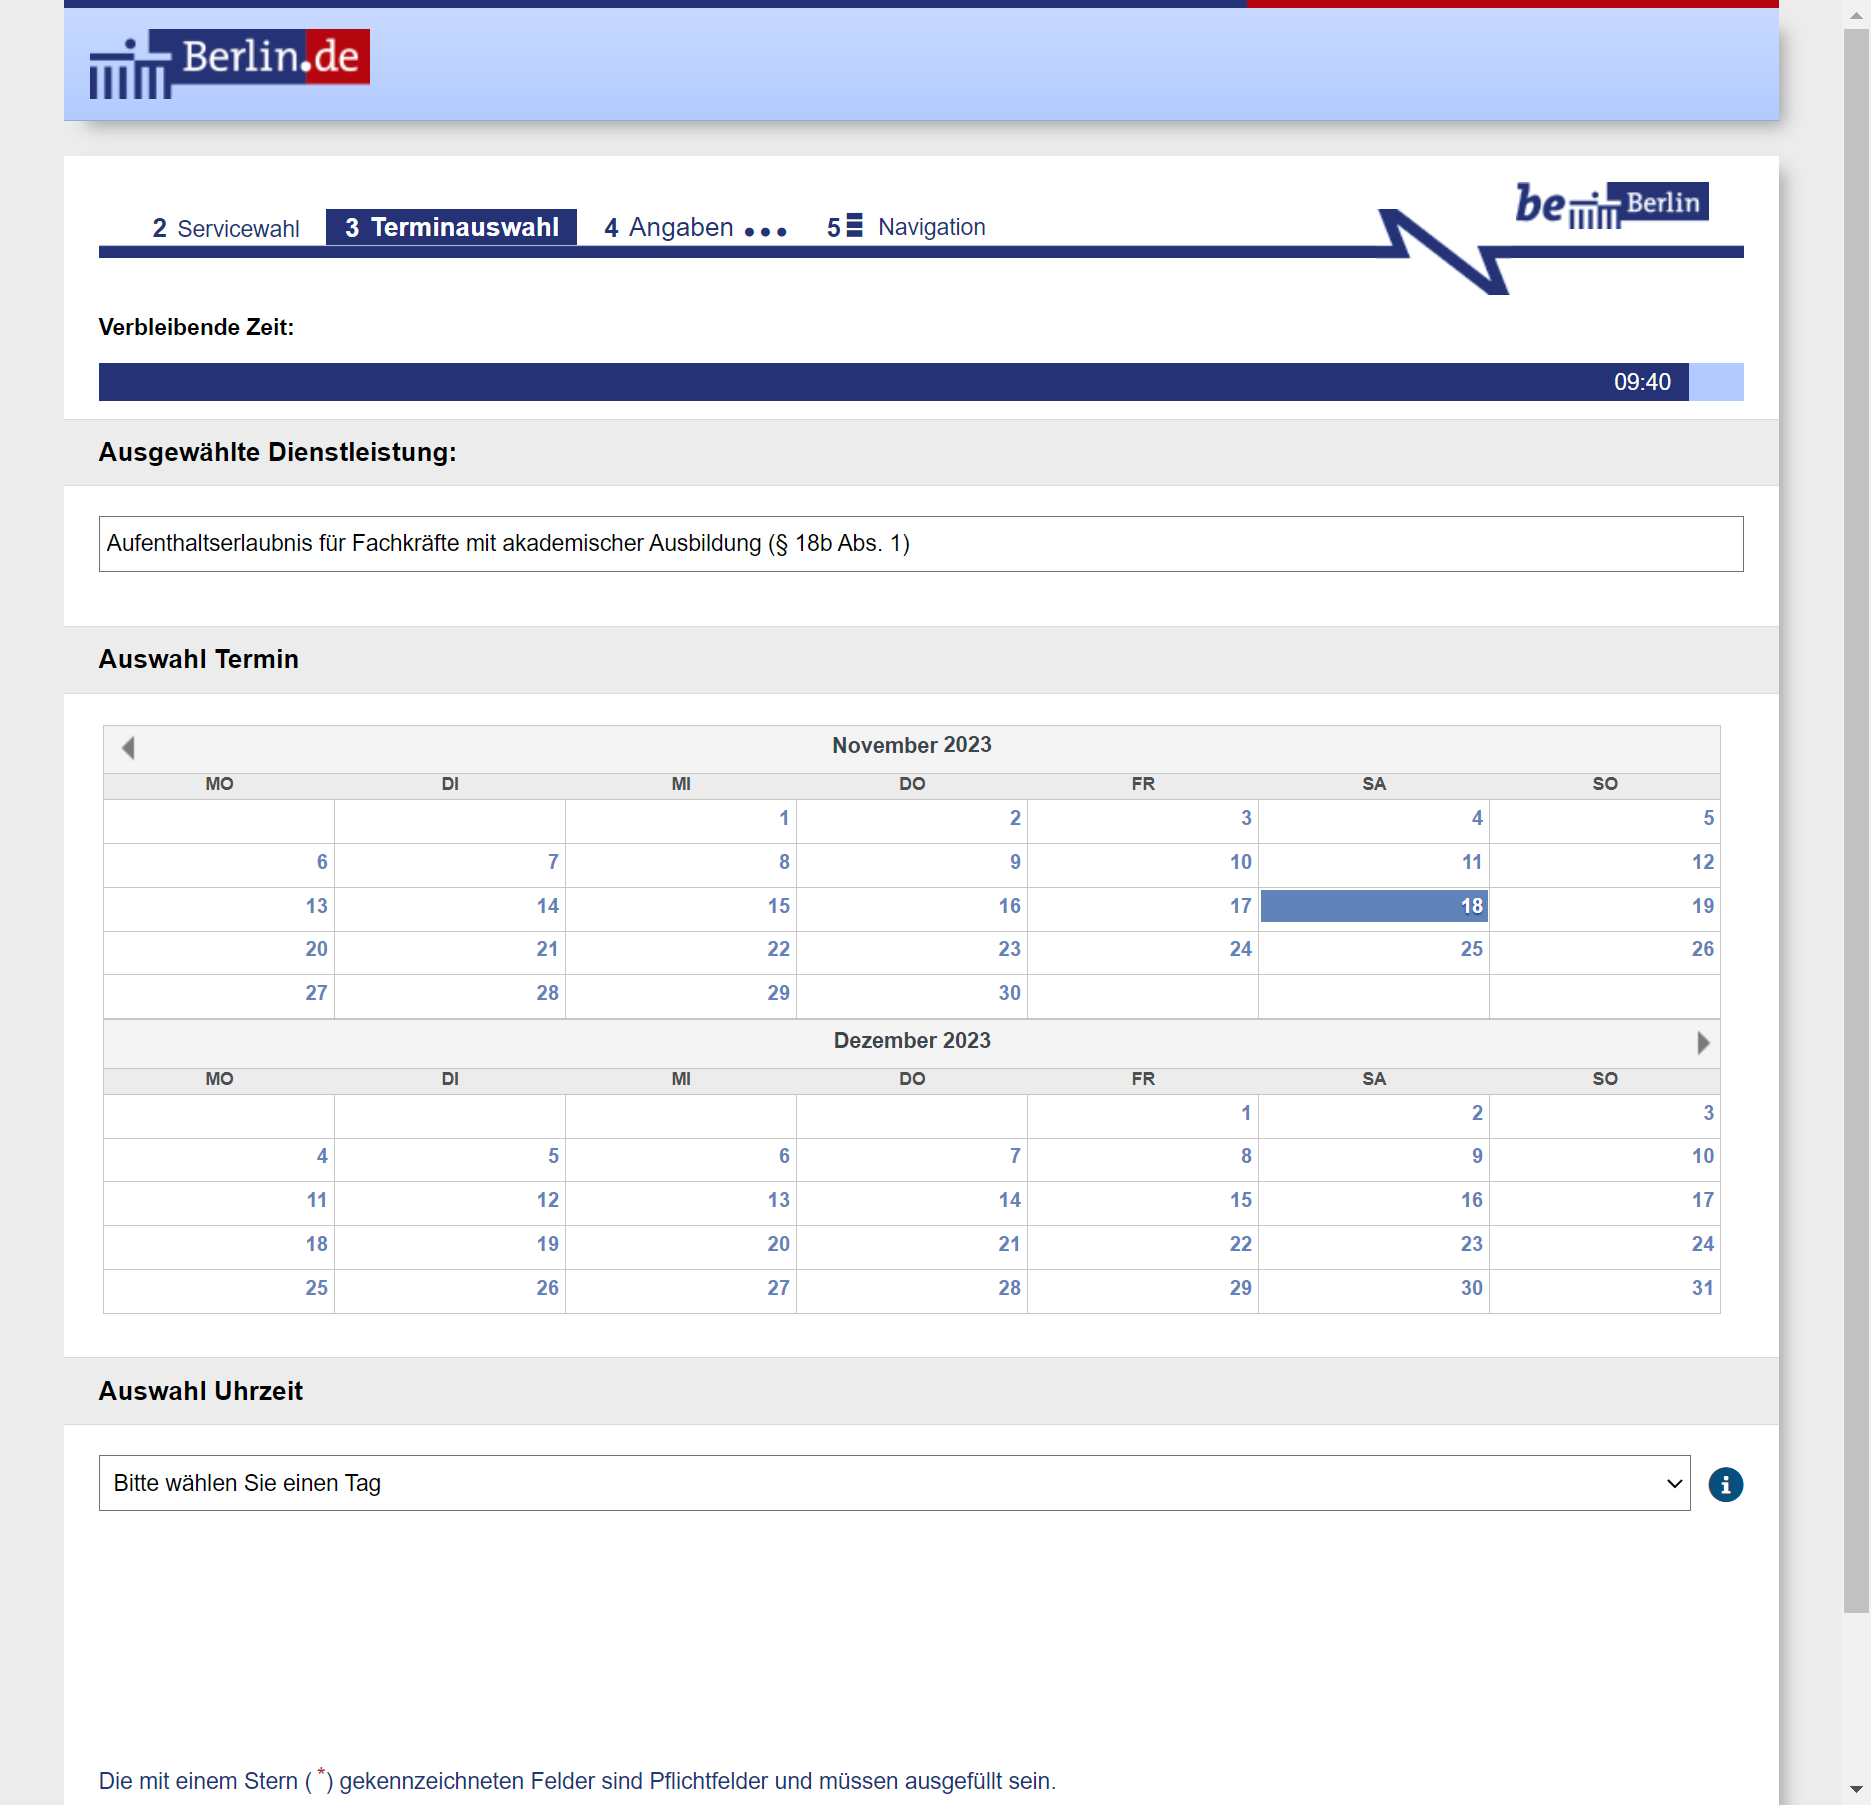 Berlin.de
be Berlin
2 Servicewahl 3 Terminauswahl 4 Angaben ... 5 Navigation
Verbleibende Zeit:
09:40
Ausgewählte Dienstleistung:
Aufenthaltserlaubnis für Fachkräfte mit akademischer Ausbildung (§ 18b Abs. 1)
Auswahl Termin
November 2023
MO DI MI DO FR SA SO
1 2 3 4 5
6 7 8 9 10 11 12
13 14 15 16 17 18 19
20 21 22 23 24 25 26
27 28 29 30
Dezember 2023
MO DI MI DO FR SA SO
1 2 3
4 5 6 7 8 9 10
11 12 13 14 15 16 17
18 19 20 21 22 23 24
25 26 27 28 29 30 31
Auswahl Uhrzeit
Bitte wählen Sie einen Tag
i
Die mit einem Stern ( *) gekennzeichneten Felder sind Pflichtfelder und müssen ausgefüllt sein.